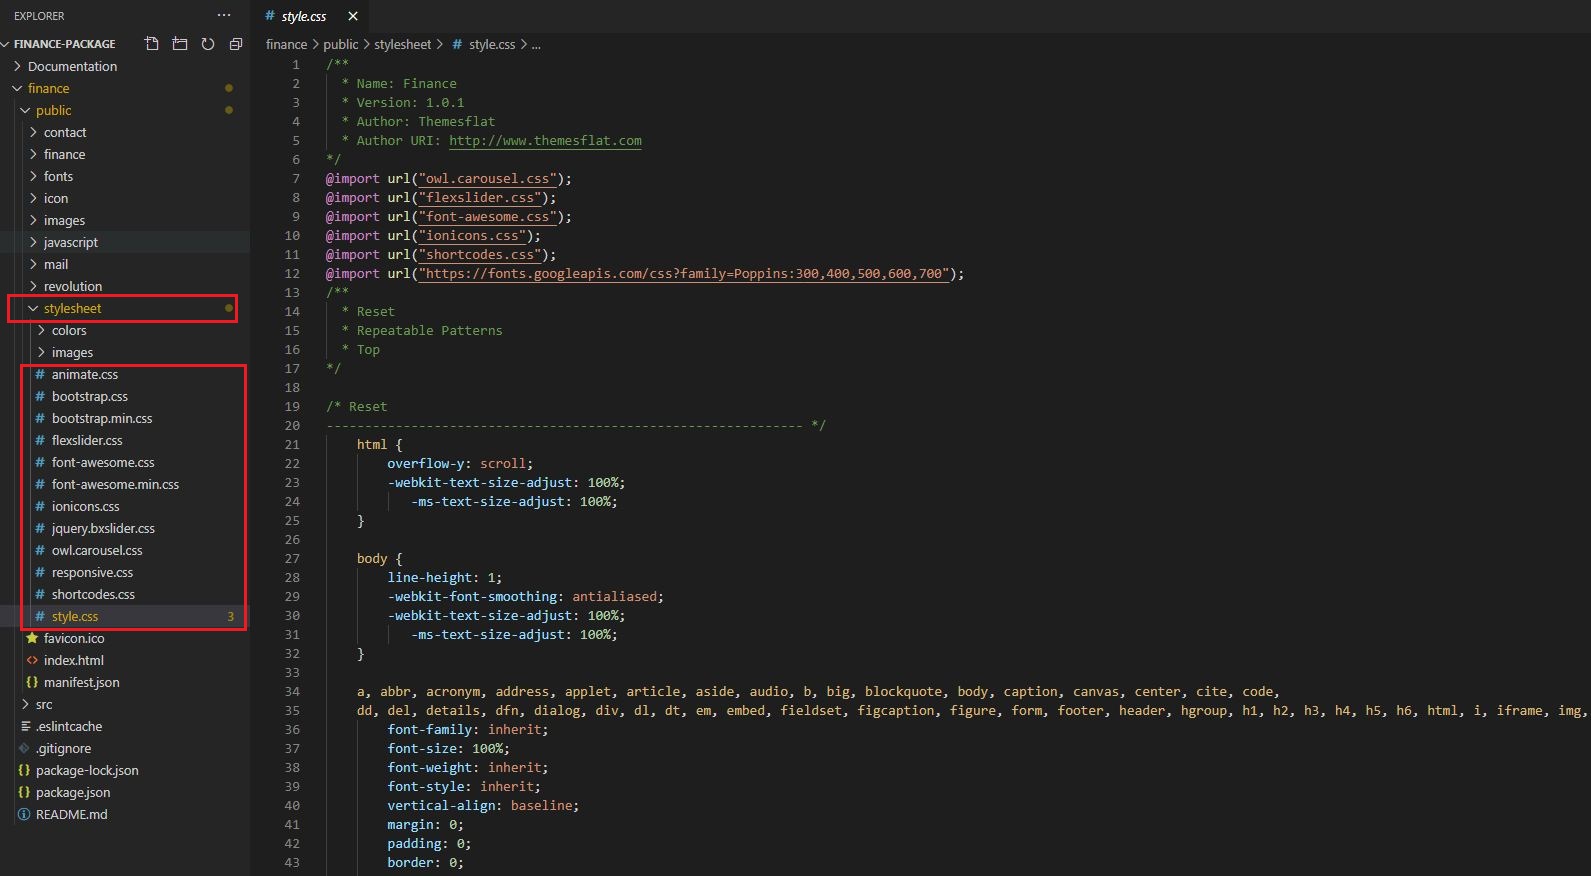 EXPLORER
FINANCE-PACKAGE
Documentation
finance
public
contact
finance
fonts
icon
images
javascript
mail
revolution
stylesheet
colors
images
# animate.css
# bootstrap.css
# bootstrap.min.css
# flexslider.css
# font-awesome.css
# font-awesome.min.css
# ionicons.css
# jquery.bxslider.css
# owl.carousel.css
# responsive.css
# shortcodes.css
# style.css 3
favicon.ico
<> index.html
{} manifest.json
src
.eslintcache
.gitignore
{} package-lock.json
{} package.json
README.md
# style.css
finance > public > stylesheet > # style.css > ...
1 /**
2 * Name: Finance
3 * Version: 1.0.1
4 * Author: Themesflat
5 * Author URI: http://www.themesflat.com
6 */
7 @import url("owl.carousel.css");
8 @import url("flexslider.css");
9 @import url("font-awesome.css");
10 @import url("ionicons.css");
11 @import url("shortcodes.css");
12 @import url("https://fonts.googleapis.com/css?family=Poppins:300,400,500,600,700");
13 /**
14 * Reset
15 * Repeatable Patterns
16 * Top
17 */
18
19 /* Reset
20 -------------------------------------------------------------- */
21 html {
22 overflow-y: scroll;
23 -webkit-text-size-adjust: 100%;
24 -ms-text-size-adjust: 100%;
25 }
26
27 body {
28 line-height: 1;
29 -webkit-font-smoothing: antialiased;
30 -webkit-text-size-adjust: 100%;
31 -ms-text-size-adjust: 100%;
32 }
33
34 a, abbr, acronym, address, applet, article, aside, audio, b, big, blockquote, body, caption, canvas, center, cite, code,
35 dd, del, details, dfn, dialog, div, dl, dt, em, embed, fieldset, figcaption, figure, form, footer, header, hgroup, h1, h2, h3, h4, h5, h6, html, i, iframe, img,
36 font-family: inherit;
37 font-size: 100%;
38 font-weight: inherit;
39 font-style: inherit;
40 vertical-align: baseline;
41 margin: 0;
42 padding: 0;
43 border: 0;